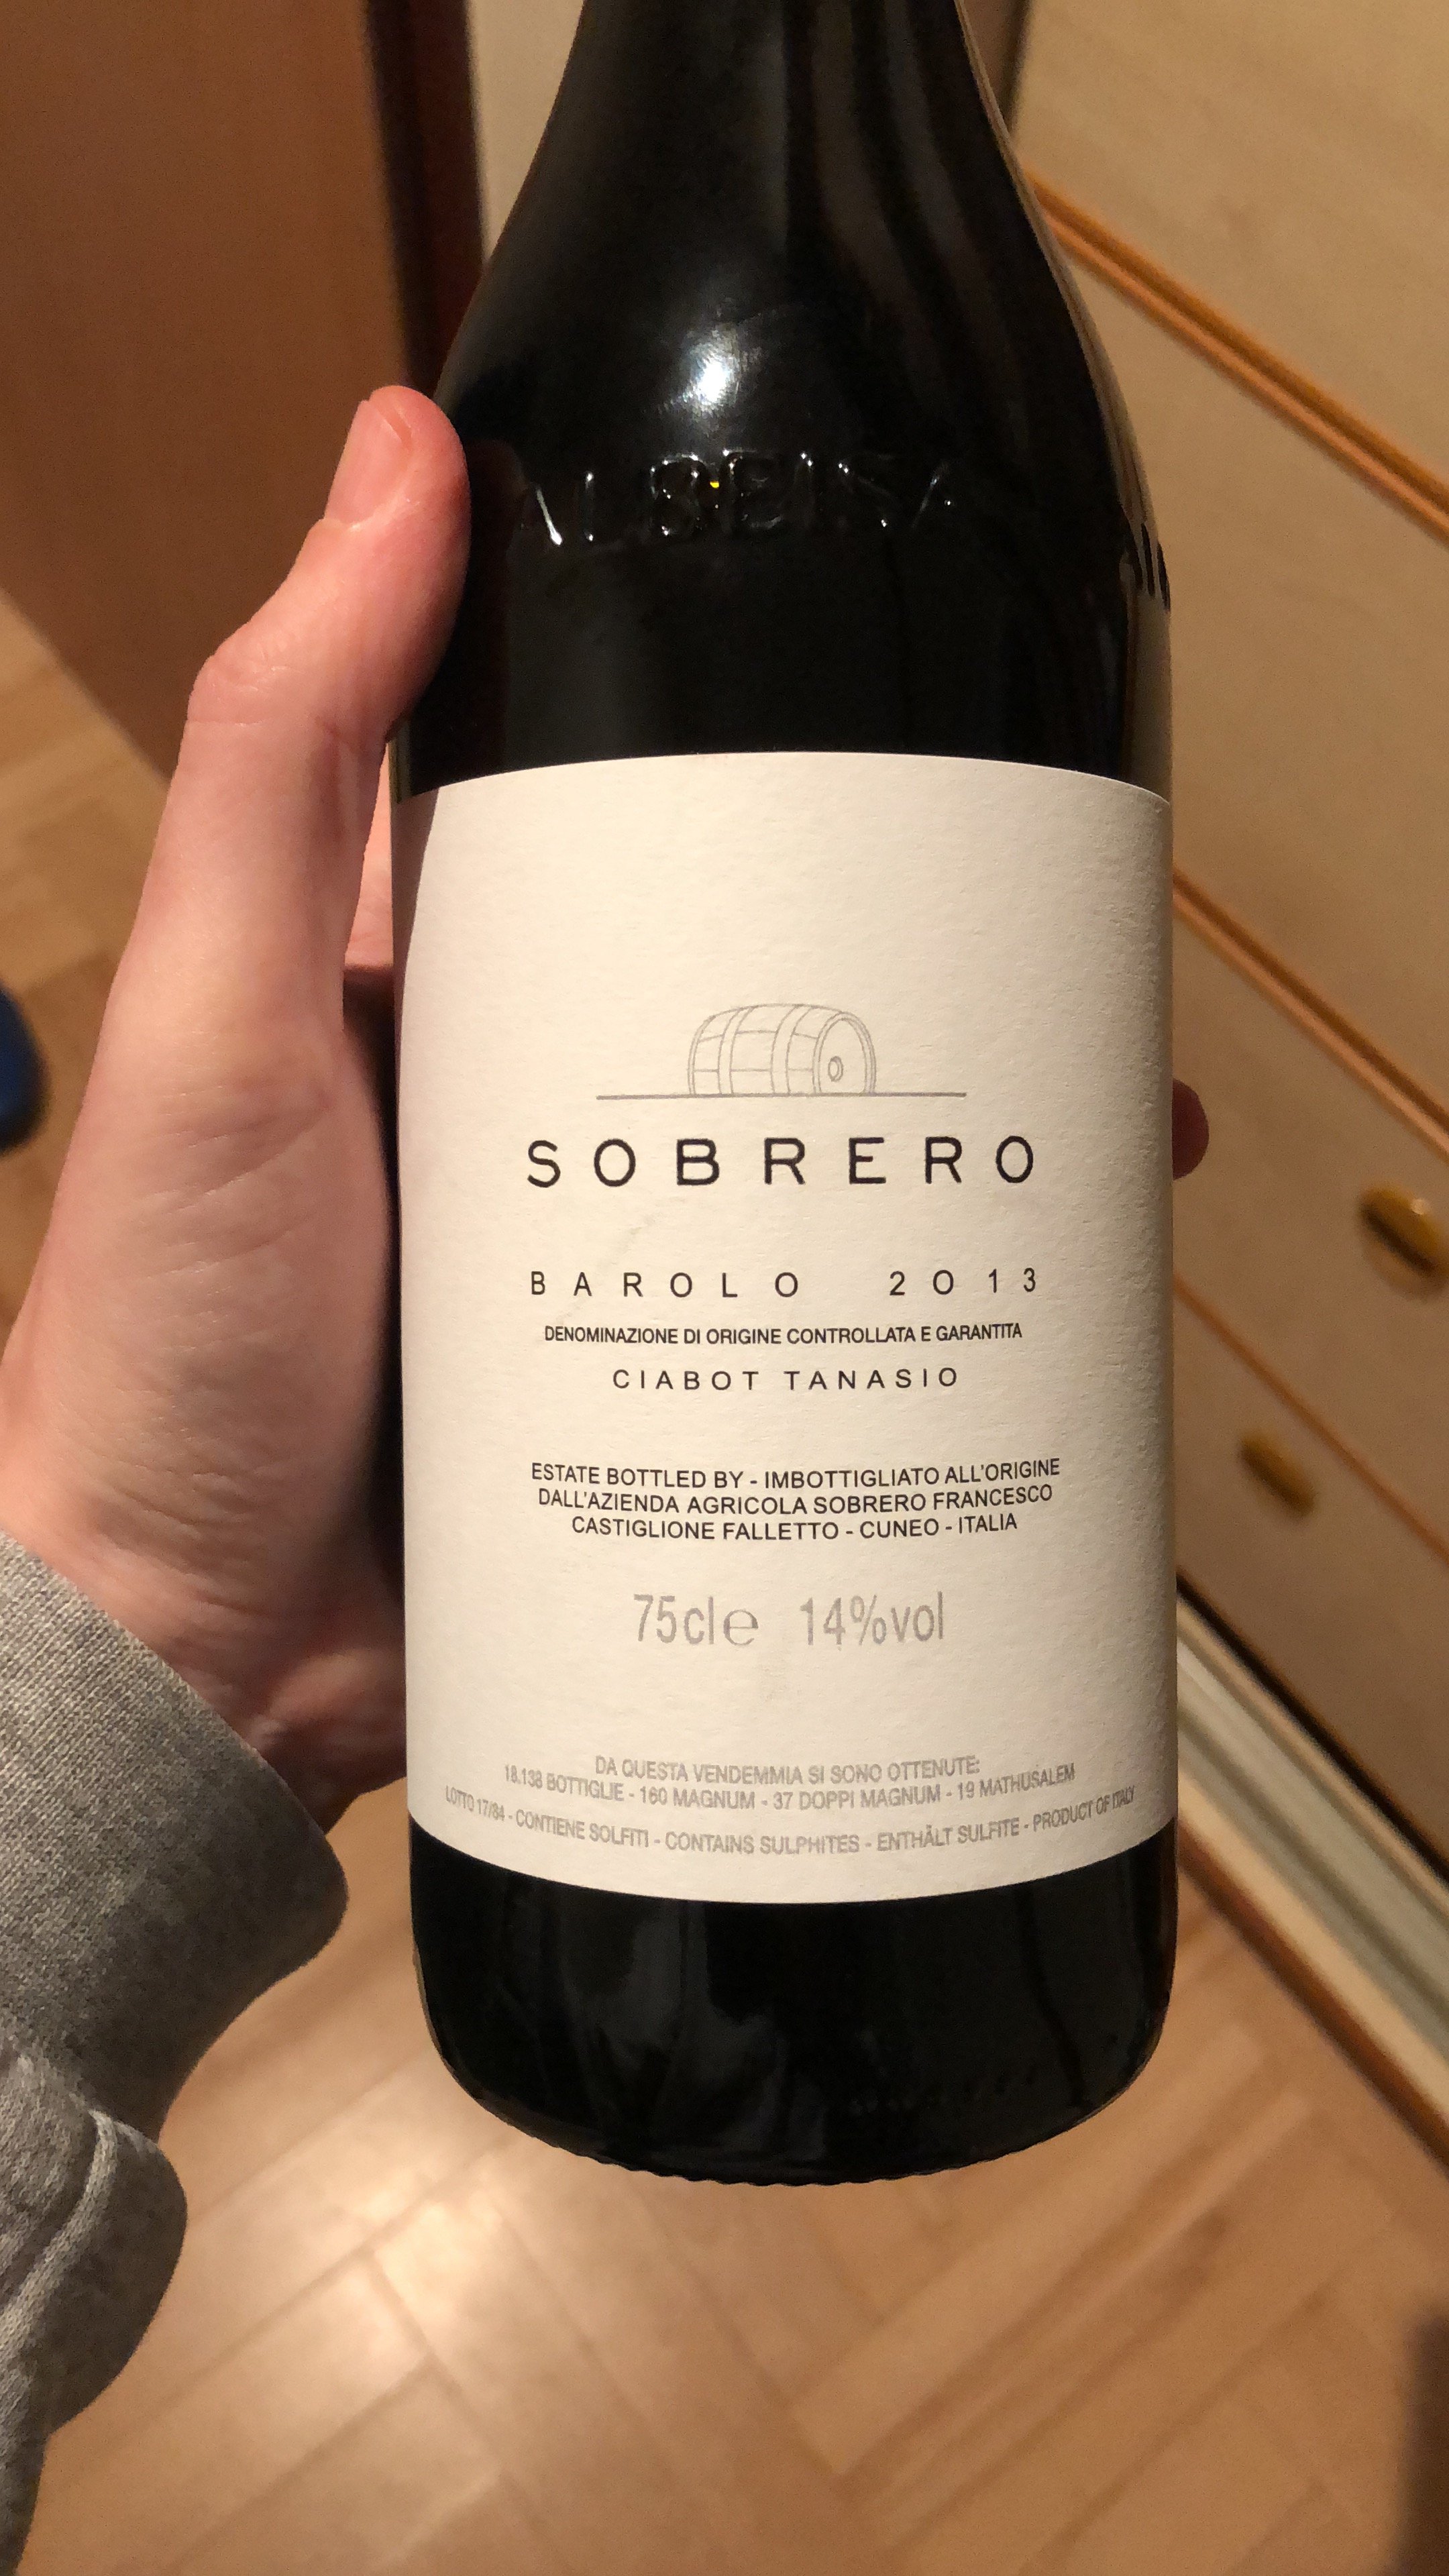 ALBEISA
SOBRERO
BAROLO 2013
DENOMINAZIONE DI ORIGINE CONTROLLATA E GARANTITA
CIABOT TANASIO
ESTATE BOTTLED BY - IMBOTTIGLIATO ALL'ORIGINE
DALL'AZIENDA AGRICOLA SOBRERO FRANCESCO
CASTIGLIONE FALLETTO - CUNEO - ITALIA
75cl e 14%vol
DA QUESTA VENDEMMIA SI SONO OTTENUTE:
18.138 BOTTIGLIE - 160 MAGNUM - 37 DOPPI MAGNUM - 19 MATHUSALEM
LOTTO 17/84 - CONTIENE SOLFITI - CONTAINS SULPHITES - ENTHÄLT SULFITE - PRODUCT OF ITALY